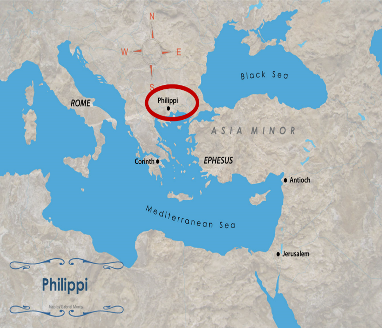 N
W E
S
Black Sea
ROME
Philippi
ASIA MINOR
Corinth
EPHESUS
Antioch
Mediterranean Sea
Jerusalem
Philippi